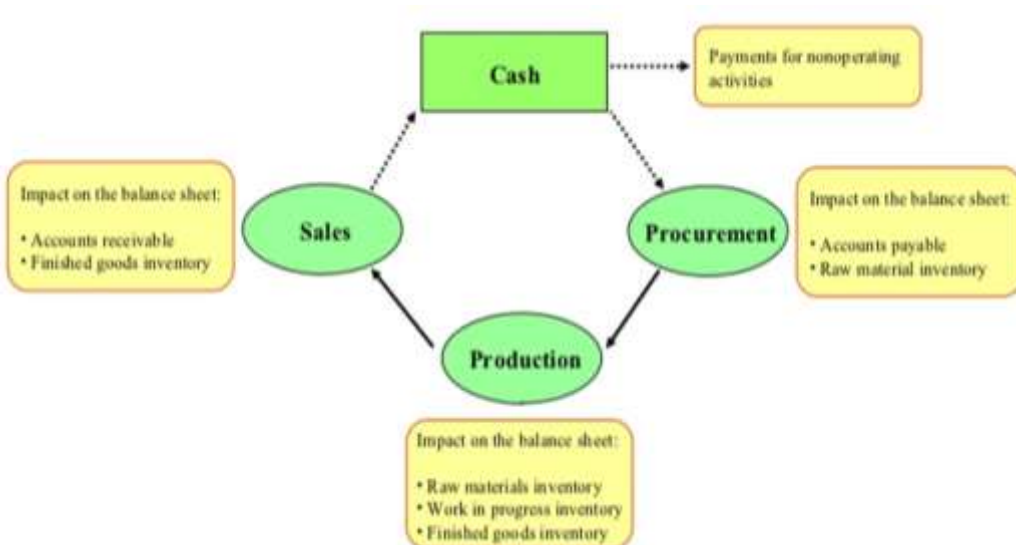 Cash
Payments for nonoperating
activities
Impact on the balance sheet:
• Accounts receivable
• Finished goods inventory
Sales
Procurement
Impact on the balance sheet:
• Accounts payable
• Raw material inventory
Production
Impact on the balance sheet:
• Raw materials inventory
• Work in progress inventory
• Finished goods inventory